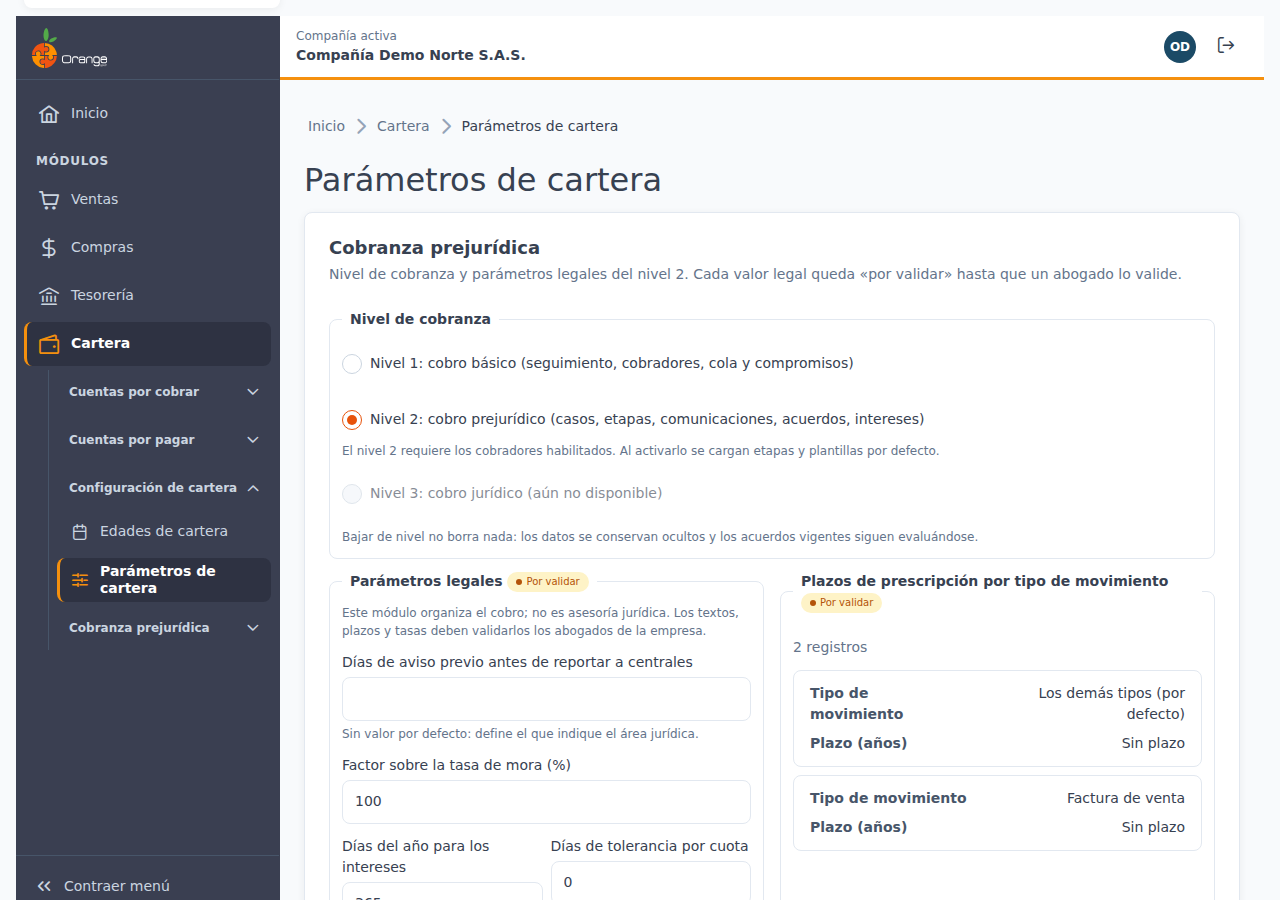 Orange
Compañía activa
Compañía Demo Norte S.A.S.
OD
Inicio
MÓDULOS
Ventas
Compras
Tesorería
Cartera
Cuentas por cobrar
Cuentas por pagar
Configuración de cartera
Edades de cartera
Parámetros de
cartera
Cobranza prejurídica
Contraer menú
Inicio
Cartera
Parámetros de cartera
Parámetros de cartera
Cobranza prejurídica
Nivel de cobranza y parámetros legales del nivel 2. Cada valor legal queda «por validar» hasta que un abogado lo valide.
Nivel de cobranza
Nivel 1: cobro básico (seguimiento, cobradores, cola y compromisos)
Nivel 2: cobro prejurídico (casos, etapas, comunicaciones, acuerdos, intereses)
El nivel 2 requiere los cobradores habilitados. Al activarlo se cargan etapas y plantillas por defecto.
Nivel 3: cobro jurídico (aún no disponible)
Bajar de nivel no borra nada: los datos se conservan ocultos y los acuerdos vigentes siguen evaluándose.
Parámetros legales
Por validar
Este módulo organiza el cobro; no es asesoría jurídica. Los textos,
plazos y tasas deben validarlos los abogados de la empresa.
Días de aviso previo antes de reportar a centrales
Sin valor por defecto: define el que indique el área jurídica.
Factor sobre la tasa de mora (%)
100
Días del año para los
intereses
365
Días de tolerancia por cuota
0
Plazos de prescripción por tipo de movimiento
Por validar
2 registros
Tipo de
movimiento
Los demás tipos (por
defecto)
Plazo (años)
Sin plazo
Tipo de movimiento
Factura de venta
Plazo (años)
Sin plazo